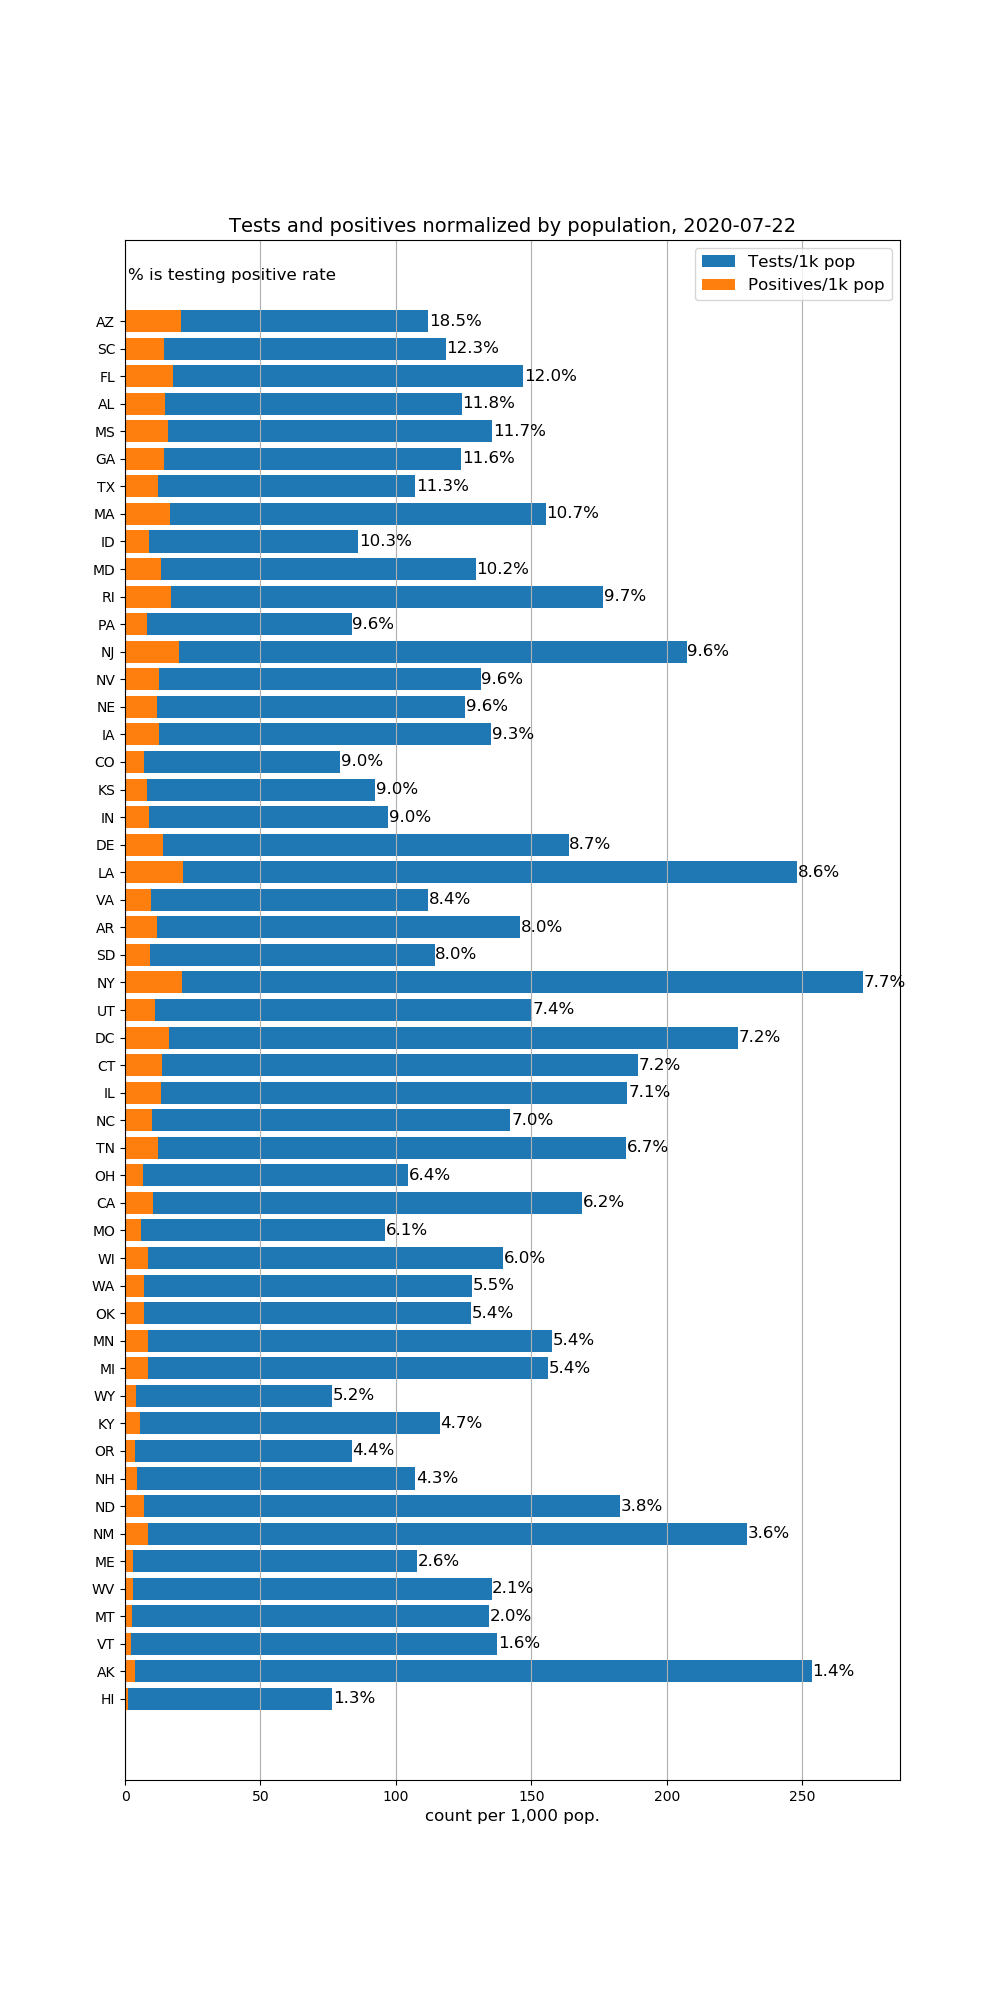 Tests and positives normalized by population, 2020-07-22
% is testing positive rate
Tests/1k pop
Positives/1k pop
AZ 18.5%
SC 12.3%
FL 12.0%
AL 11.8%
MS 11.7%
GA 11.6%
TX 11.3%
MA 10.7%
ID 10.3%
MD 10.2%
RI 9.7%
PA 9.6%
NJ 9.6%
NV 9.6%
NE 9.6%
IA 9.3%
CO 9.0%
KS 9.0%
IN 9.0%
DE 8.7%
LA 8.6%
VA 8.4%
AR 8.0%
SD 8.0%
NY 7.7%
UT 7.4%
DC 7.2%
CT 7.2%
IL 7.1%
NC 7.0%
TN 6.7%
OH 6.4%
CA 6.2%
MO 6.1%
WI 6.0%
WA 5.5%
OK 5.4%
MN 5.4%
MI 5.4%
WY 5.2%
KY 4.7%
OR 4.4%
NH 4.3%
ND 3.8%
NM 3.6%
ME 2.6%
WV 2.1%
MT 2.0%
VT 1.6%
AK 1.4%
HI 1.3%
0 50 100 150 200 250
count per 1,000 pop.